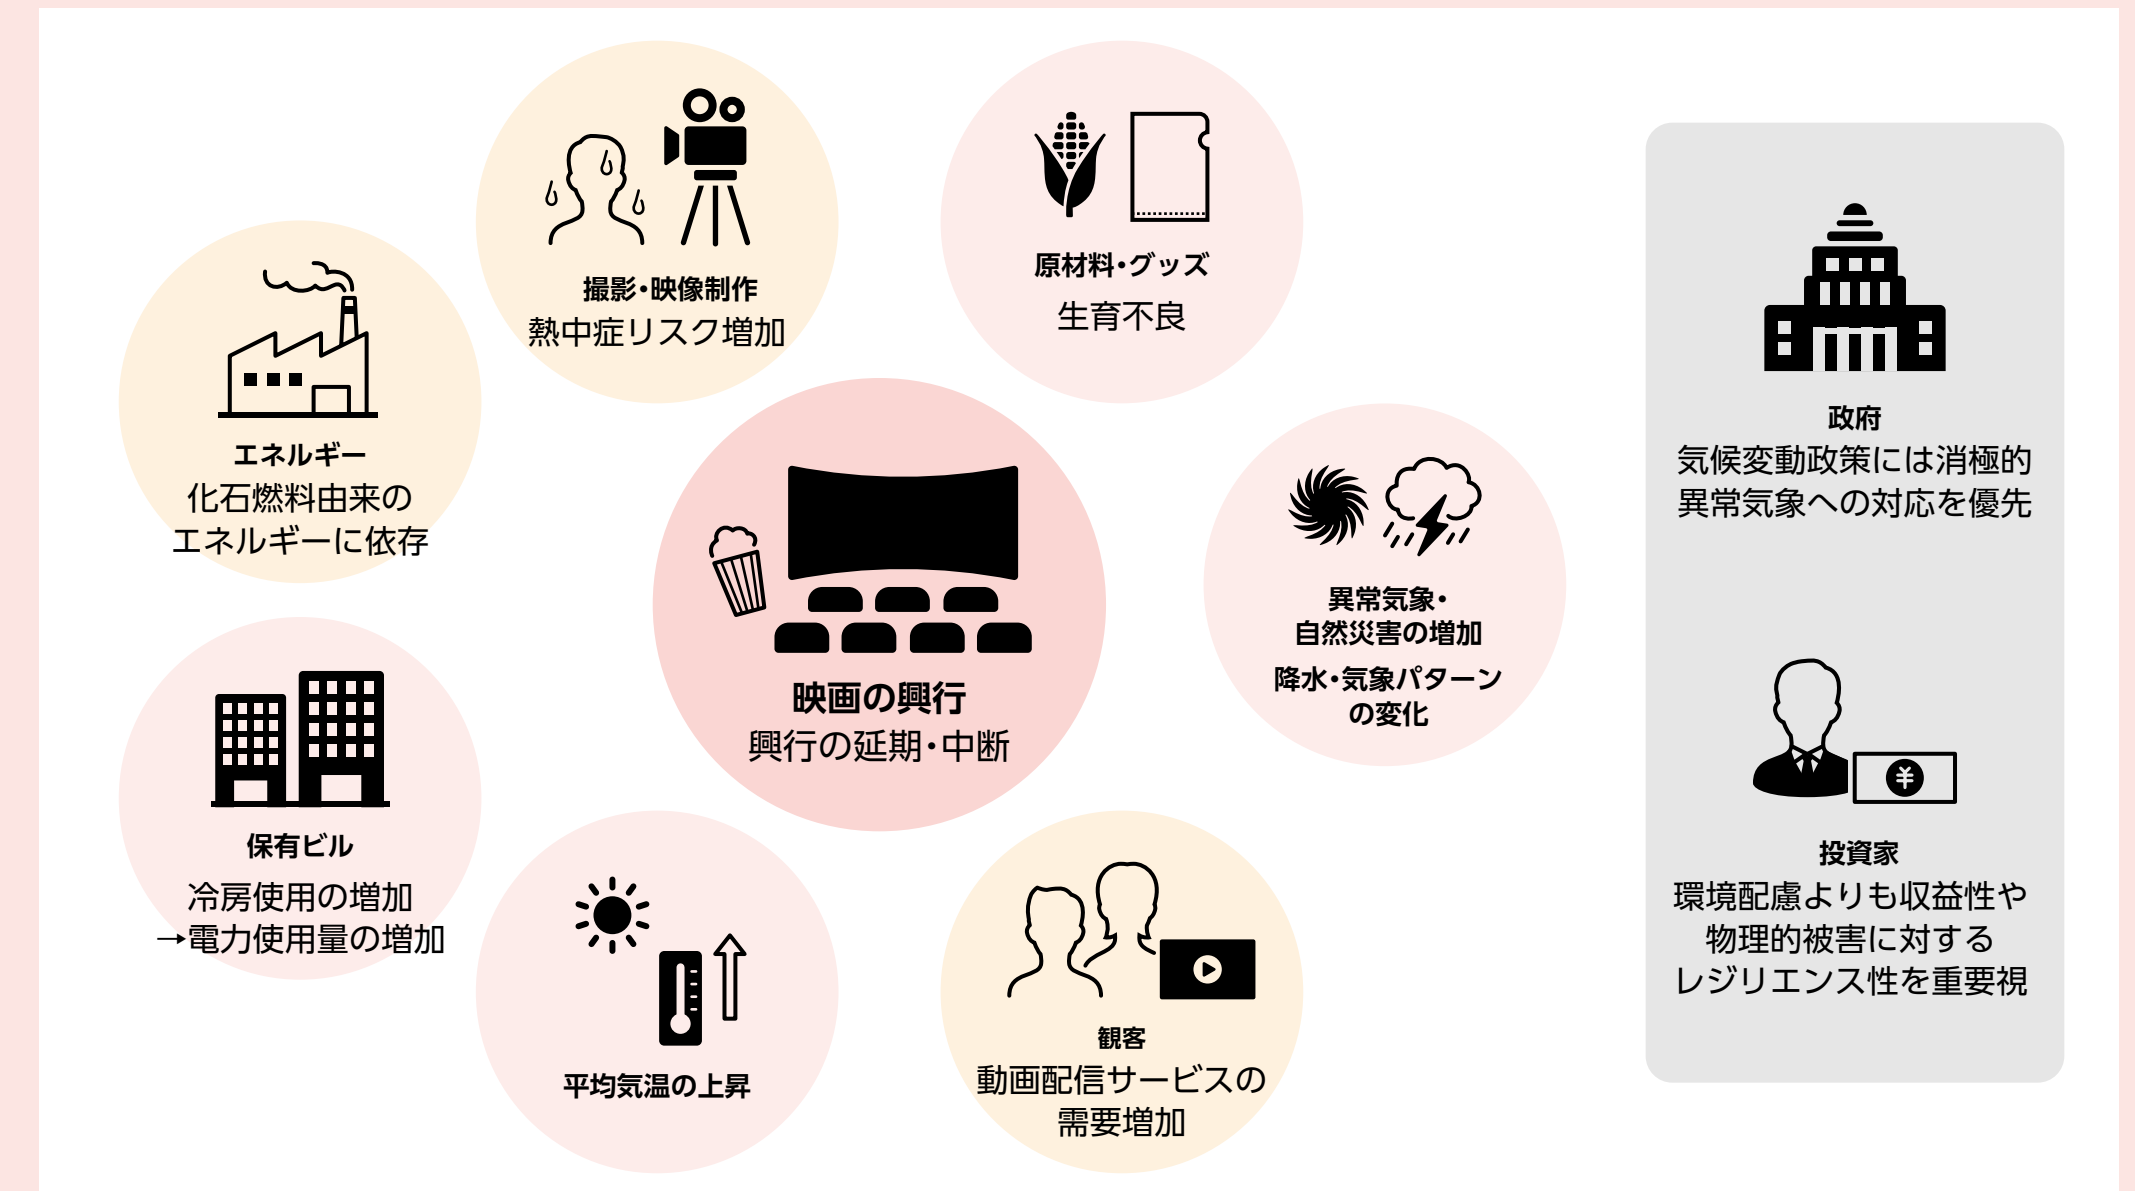 撮影・映像制作
熱中症リスク増加
原材料・グッズ
生育不良
エネルギー
化石燃料由来の
エネルギーに依存
映画の興行
興行の延期・中断
異常気象・
自然災害の増加
降水・気象パターン
の変化
保有ビル
冷房使用の増加
→電力使用量の増加
平均気温の上昇
観客
動画配信サービスの
需要増加
政府
気候変動政策には消極的
異常気象への対応を優先
投資家
環境配慮よりも収益性や
物理的被害に対する
レジリエンス性を重要視